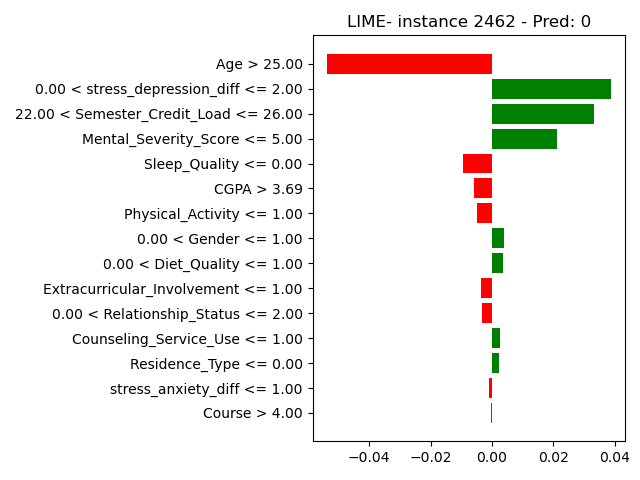 LIME- instance 2462 - Pred: 0
Age > 25.00
0.00 < stress_depression_diff <= 2.00
22.00 < Semester_Credit_Load <= 26.00
Mental_Severity_Score <= 5.00
Sleep_Quality <= 0.00
CGPA > 3.69
Physical_Activity <= 1.00
0.00 < Gender <= 1.00
0.00 < Diet_Quality <= 1.00
Extracurricular_Involvement <= 1.00
0.00 < Relationship_Status <= 2.00
Counseling_Service_Use <= 1.00
Residence_Type <= 0.00
stress_anxiety_diff <= 1.00
Course > 4.00
−0.04 −0.02 0.00 0.02 0.04